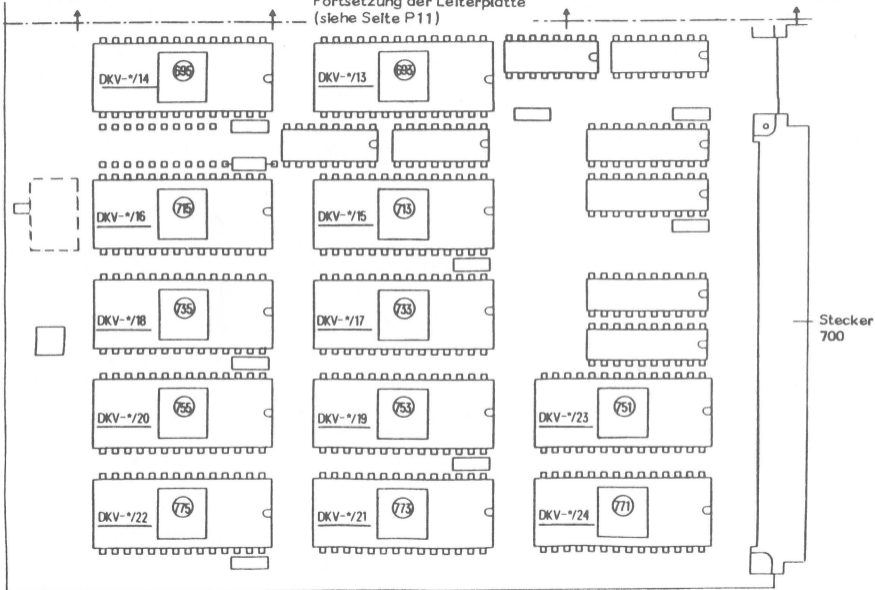 Fortsetzung der Leiterplatte
(siehe Seite P11)
DKV-*/14 695
DKV-*/13 693
DKV-*/16 715
DKV-*/15 713
DKV-*/18 735
DKV-*/17 733
Stecker
700
DKV-*/20 755
DKV-*/19 753
DKV-*/23 751
DKV-*/22 775
DKV-*/21 773
DKV-*/24 771